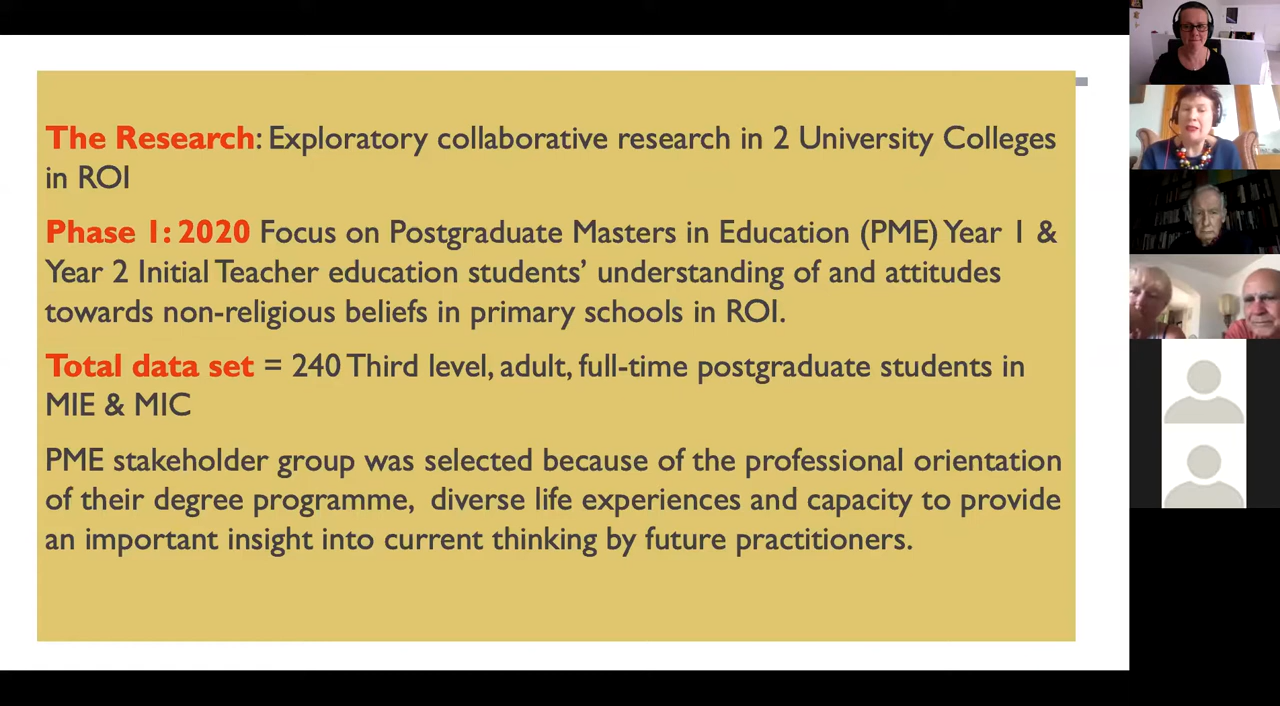 The Research: Exploratory collaborative research in 2 University Colleges
in ROI
Phase 1: 2020 Focus on Postgraduate Masters in Education (PME) Year 1 &
Year 2 Initial Teacher education students’ understanding of and attitudes
towards non-religious beliefs in primary schools in ROI.
Total data set = 240 Third level, adult, full-time postgraduate students in
MIE & MIC
PME stakeholder group was selected because of the professional orientation
of their degree programme,  diverse life experiences and capacity to provide
an important insight into current thinking by future practitioners.